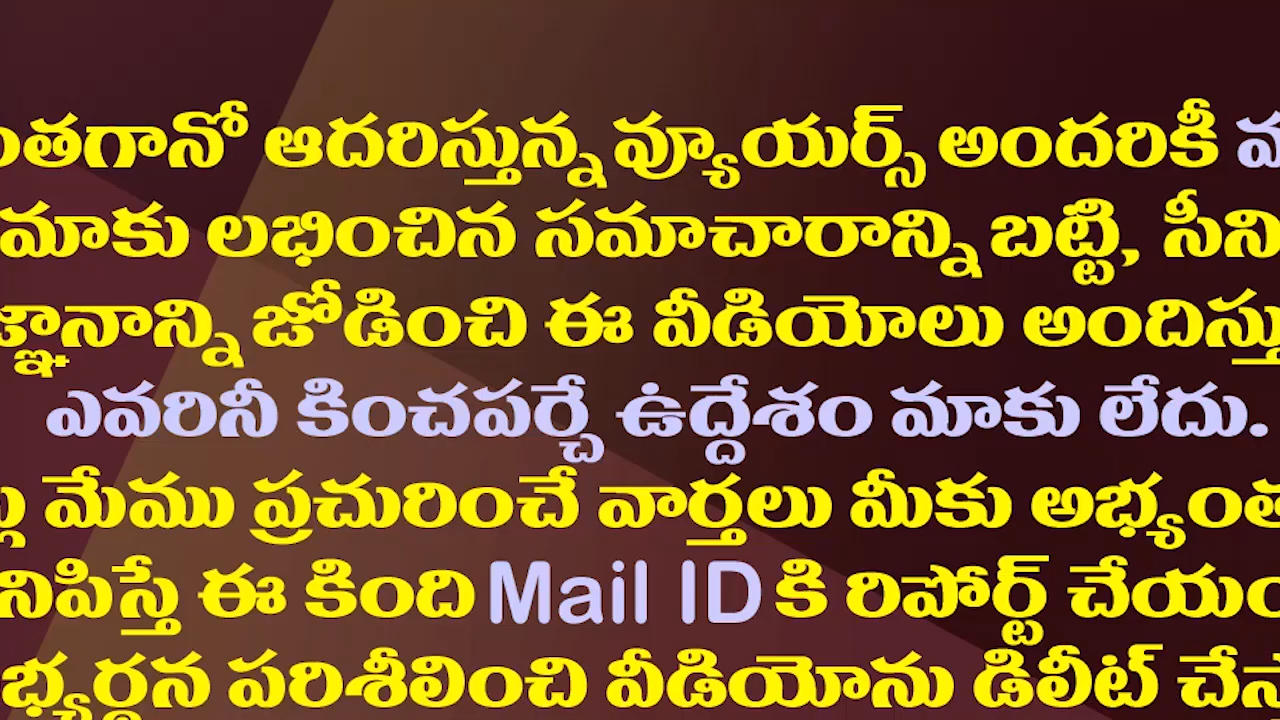 ంతగానో ఆదరిస్తున్న వ్యూయర్స్ అందరికీ
మాకు లభించిన సమాచారాన్ని బట్టి, సీని
జ్ఞానాన్ని జోడించి ఈ వీడియోలు అందిస్తు
ఎవరినీ కించపర్చే ఉద్దేశం మాకు లేదు.
మేము ప్రచురించే వార్తలు మీకు అభ్యంత
నిపిస్తే ఈ కింది Mail ID కి రిపోర్ట్ చేయం
భ్యర్థన పరిశీలించి వీడియోను డిలీట్ చేస